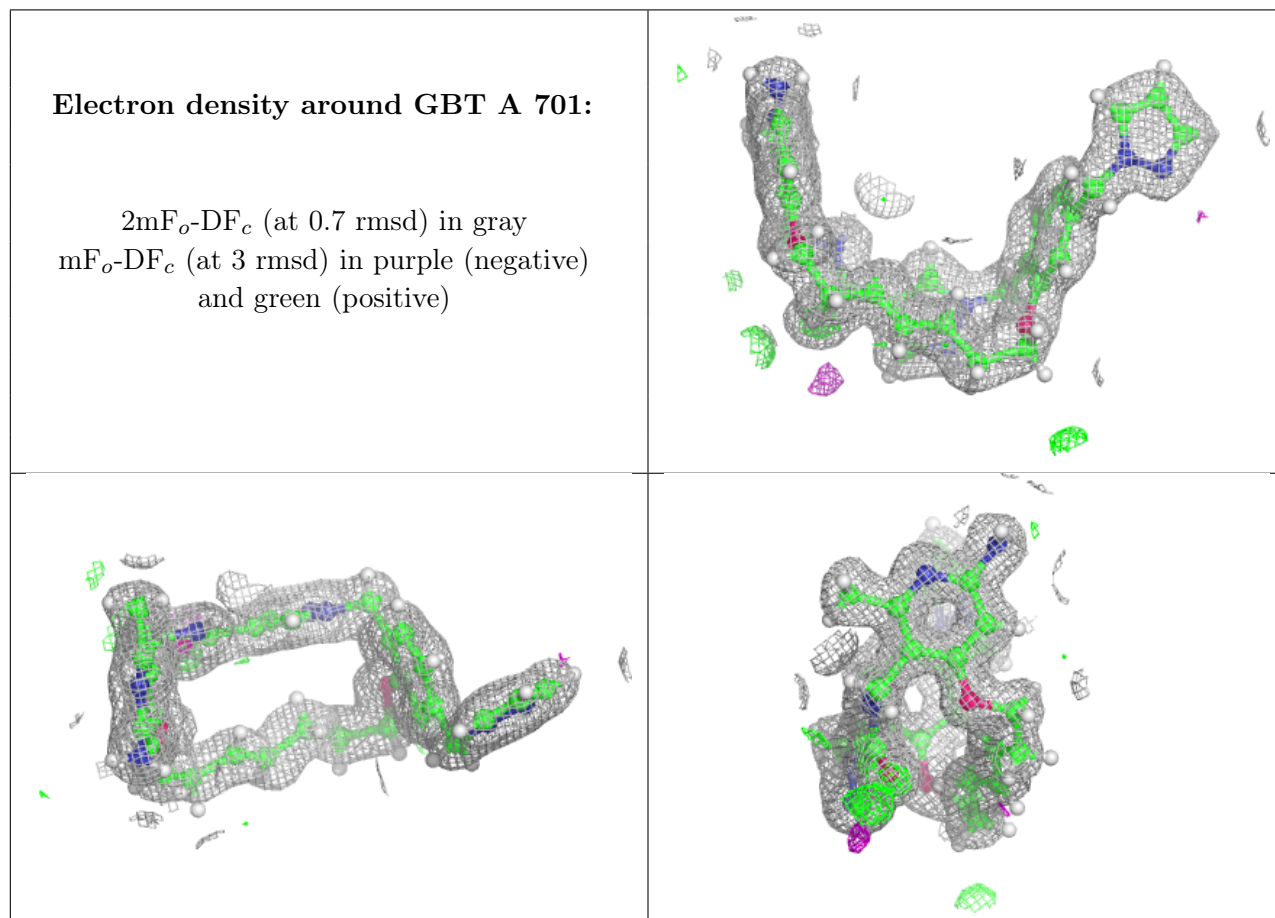 Electron density around GBT A 701:
2mFo-DFc (at 0.7 rmsd) in gray
mFo-DFc (at 3 rmsd) in purple (negative)
and green (positive)